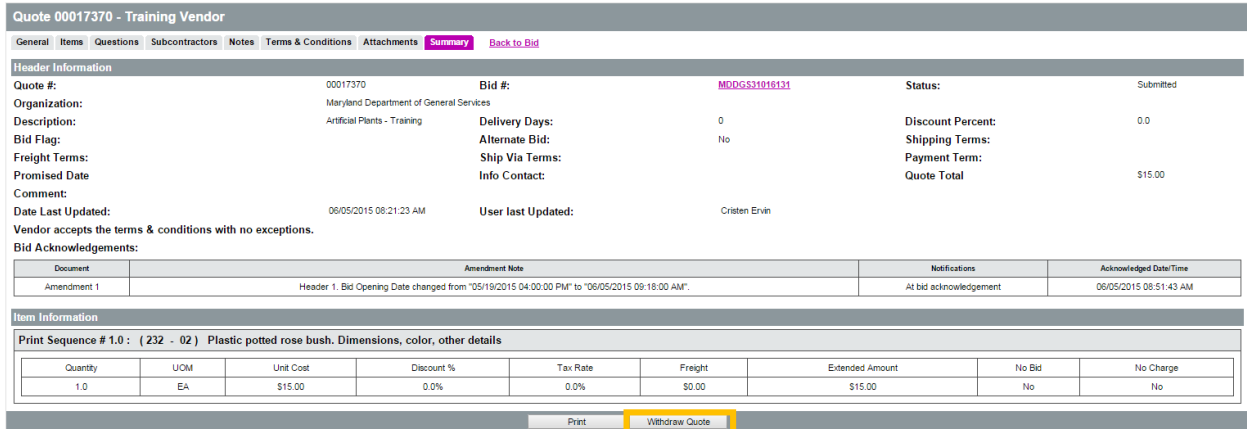 Quote 00017370 - Training Vendor
General Items Questions Subcontractors Notes Terms & Conditions Attachments Summary Back to Bid
Header Information
Quote #: 00017370 Bid #: MDDGS31016131 Status: Submitted
Organization: Maryland Department of General Services
Description: Artificial Plants - Training Delivery Days: 0 Discount Percent: 0.0
Bid Flag: Alternate Bid: No Shipping Terms:
Freight Terms: Ship Via Terms: Payment Term:
Promised Date Info Contact: Quote Total $15.00
Comment:
Date Last Updated: 06/05/2015 08:21:23 AM User last Updated: Cristen Ervin
Vendor accepts the terms & conditions with no exceptions.
Bid Acknowledgements:
Document Amendment Note Notifications Acknowledged Date/Time
Amendment 1 Header 1. Bid Opening Date changed from "05/19/2015 04:00:00 PM" to "06/05/2015 09:18:00 AM". At bid acknowledgement 06/05/2015 08:51:43 AM
Item Information
Print Sequence # 1.0 : ( 232 - 02 ) Plastic potted rose bush. Dimensions, color, other details
Quantity UOM Unit Cost Discount % Tax Rate Freight Extended Amount No Bid No Charge
1.0 EA $15.00 0.0% 0.0% $0.00 $15.00 No No
Print Withdraw Quote